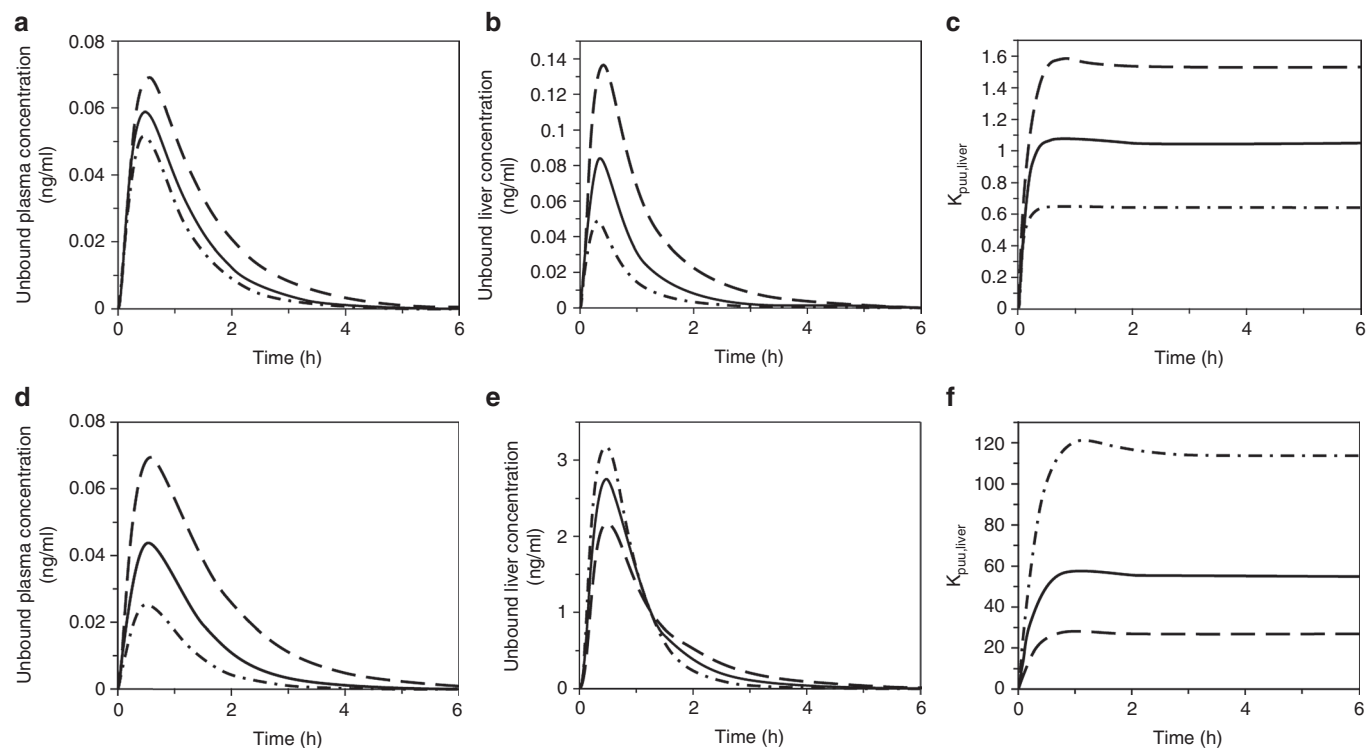 a
Unbound plasma concentration
(ng/ml)
0.08
0.06
0.04
0.02
0
0 2 4 6
Time (h)
b
Unbound liver concentration
(ng/ml)
0.14
0.12
0.1
0.08
0.06
0.04
0.02
0
0 2 4 6
Time (h)
c
Kpuu,liver
1.6
1.4
1.2
1
0.8
0.6
0.4
0.2
0
0 2 4 6
Time (h)
d
Unbound plasma concentration
(ng/ml)
0.08
0.06
0.04
0.02
0
0 2 4 6
Time (h)
e
Unbound liver concentration
(ng/ml)
3
2
1
0
0 2 4 6
Time (h)
f
Kpuu,liver
120
100
80
60
40
20
0
0 2 4 6
Time (h)